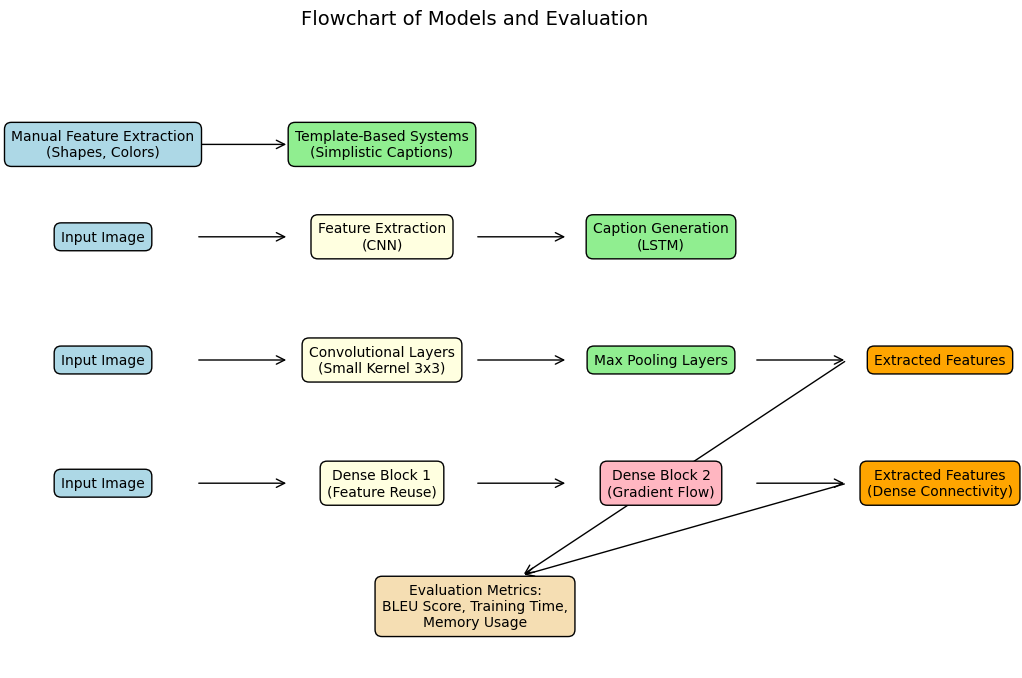 Flowchart of Models and Evaluation
Manual Feature Extraction
(Shapes, Colors)
Template-Based Systems
(Simplistic Captions)
Input Image
Feature Extraction
(CNN)
Caption Generation
(LSTM)
Input Image
Convolutional Layers
(Small Kernel 3x3)
Max Pooling Layers
Extracted Features
Input Image
Dense Block 1
(Feature Reuse)
Dense Block 2
(Gradient Flow)
Extracted Features
(Dense Connectivity)
Evaluation Metrics:
BLEU Score, Training Time,
Memory Usage